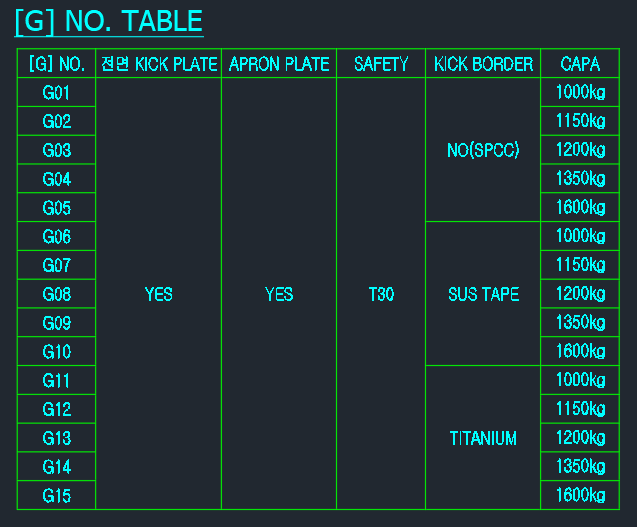 [G] NO. TABLE
[G] NO. 전면 KICK PLATE APRON PLATE SAFETY KICK BORDER CAPA
G01 1000kg
G02 1150kg
G03 NO(SPCC) 1200kg
G04 1350kg
G05 1600kg
G06 1000kg
G07 1150kg
G08 YES YES T30 SUS TAPE 1200kg
G09 1350kg
G10 1600kg
G11 1000kg
G12 1150kg
G13 TITANIUM 1200kg
G14 1350kg
G15 1600kg